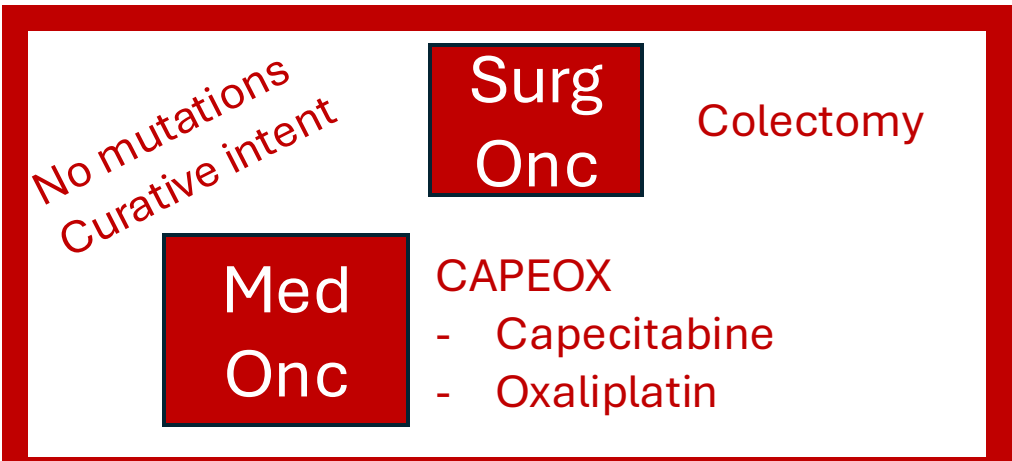 No mutations
Curative intent
Surg
Onc
Colectomy
Med
Onc
CAPEOX
- Capecitabine
- Oxaliplatin